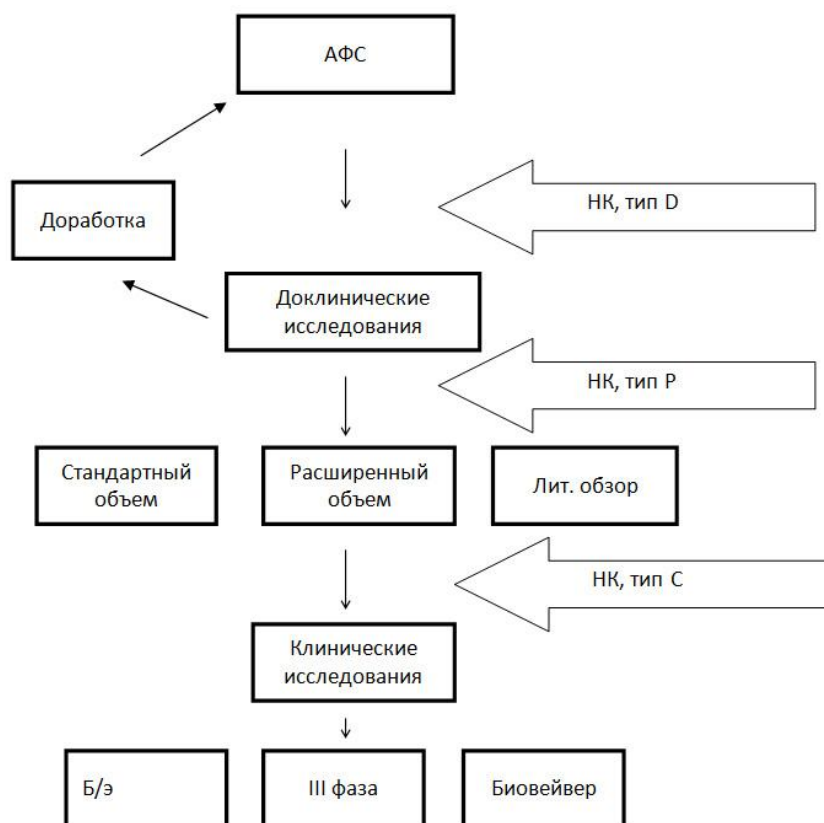 АФС
НК, тип D
Доработка
Доклинические
исследования
НК, тип P
Стандартный
объем
Расширенный
объем
Лит. обзор
НК, тип С
Клинические
исследования
Б/э
III фаза
Биовейвер